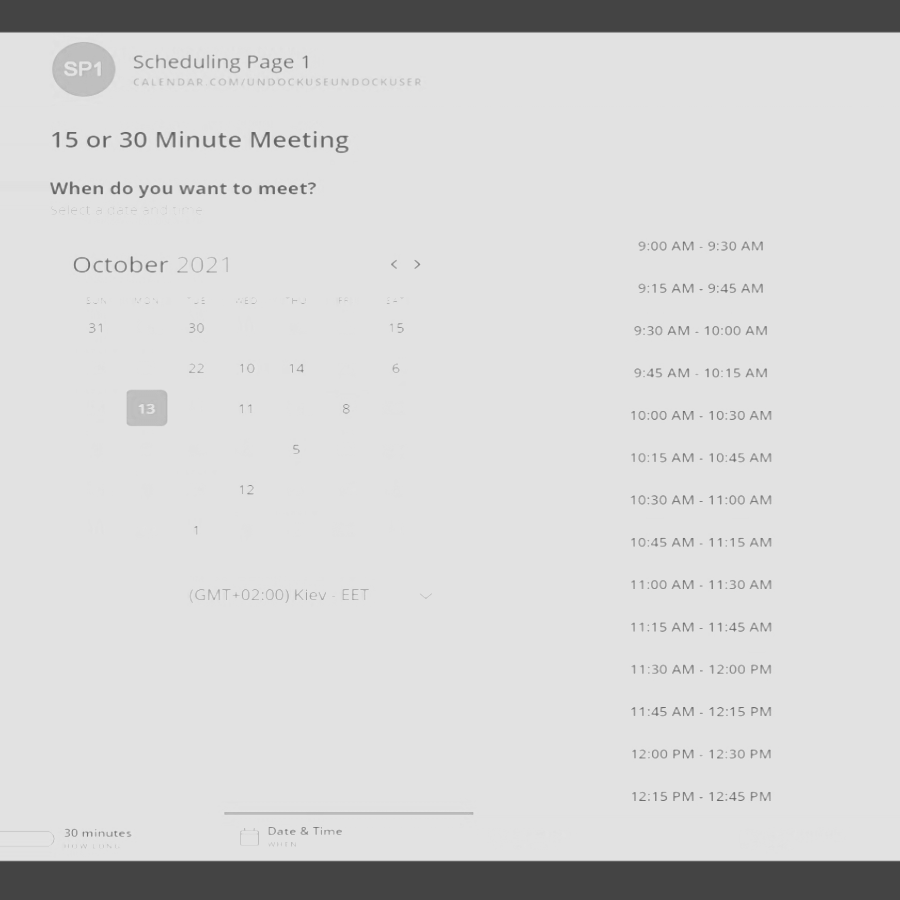 SP1
Scheduling Page 1
CALENDAR.COM/UNDOCKUSEUNDOCKUSER
15 or 30 Minute Meeting
When do you want to meet?
Select a date and time
October 2021 < >
SUN MON TUE WED THU FRI SAT
31 30 15
22 10 14 6
13 11 8
5
12
1
(GMT+02:00) Kiev - EET
9:00 AM - 9:30 AM
9:15 AM - 9:45 AM
9:30 AM - 10:00 AM
9:45 AM - 10:15 AM
10:00 AM - 10:30 AM
10:15 AM - 10:45 AM
10:30 AM - 11:00 AM
10:45 AM - 11:15 AM
11:00 AM - 11:30 AM
11:15 AM - 11:45 AM
11:30 AM - 12:00 PM
11:45 AM - 12:15 PM
12:00 PM - 12:30 PM
12:15 PM - 12:45 PM
30 minutes
HOW LONG
Date & Time
WHEN